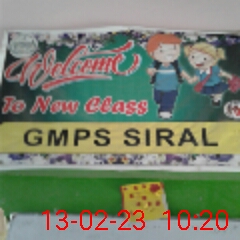 Welcome
To New Class
GMPS SIRAL
13-02-23 10:20